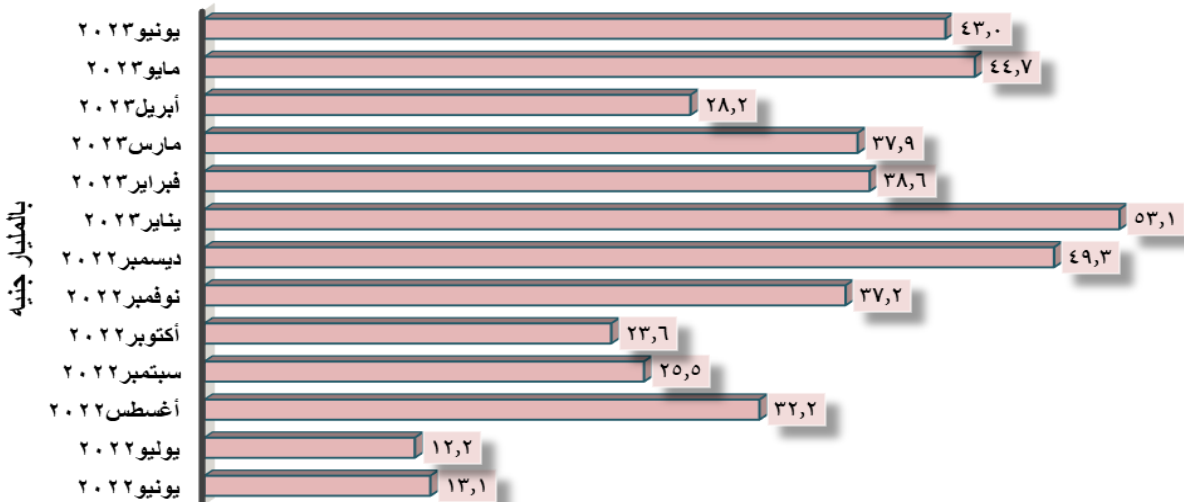 يونيو٢٠٢٣ ٤٣,٠
مايو٢٠٢٣ ٤٤,٧
أبريل٢٠٢٣ ٢٨,٢
مارس٢٠٢٣ ٣٧,٩
فبراير٢٠٢٣ ٣٨,٦
يناير٢٠٢٣ ٥٣,١
ديسمبر٢٠٢٢ ٤٩,٣
نوفمبر٢٠٢٢ ٣٧,٢
أكتوبر٢٠٢٢ ٢٣,٦
سبتمبر٢٠٢٢ ٢٥,٥
أغسطس٢٠٢٢ ٣٢,٢
يوليو٢٠٢٢ ١٢,٢
يونيو٢٠٢٢ ١٣,١
بالمليار جنيه